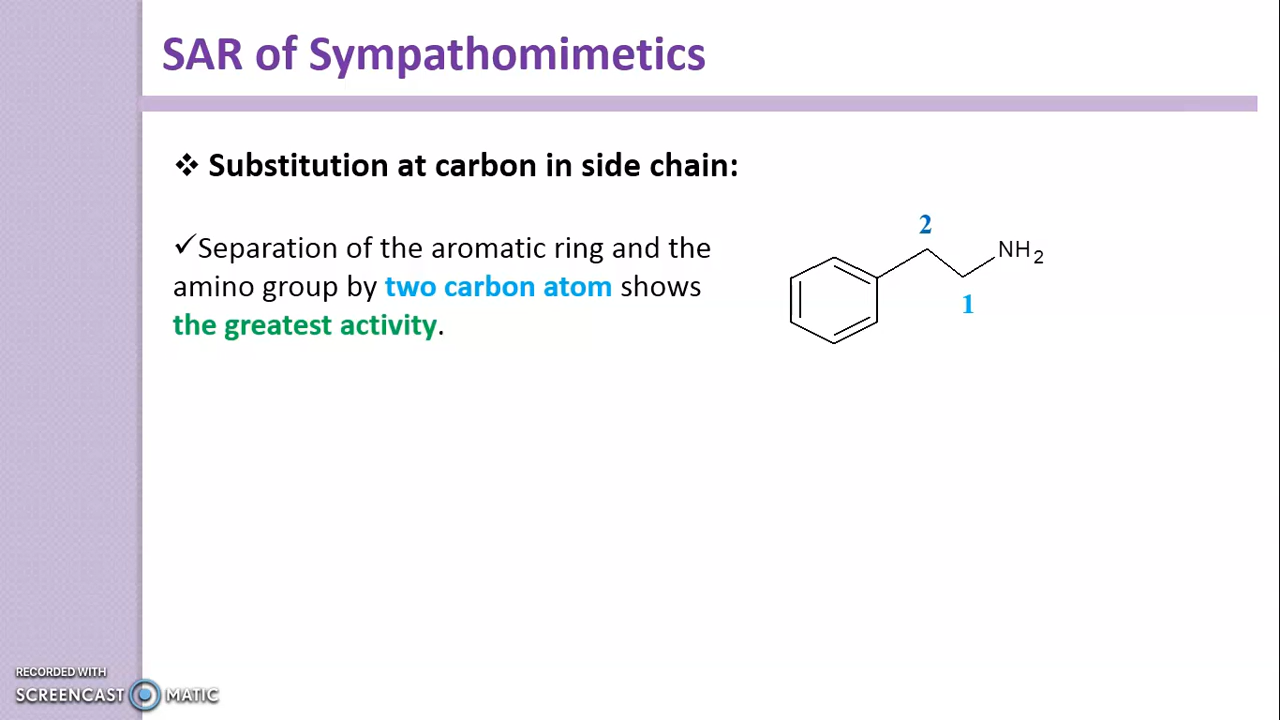 SAR of Sympathomimetics
❖ Substitution at carbon in side chain:
✓Separation of the aromatic ring and the
amino group by two carbon atom shows
the greatest activity.
2
NH2
1
RECORDED WITH
SCREENCAST MATIC